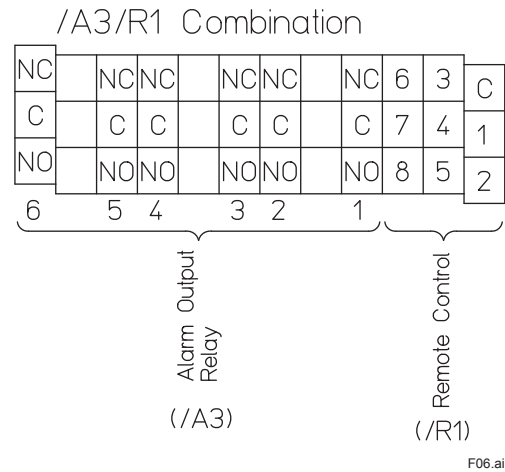 /A3/R1 Combination
NC NC NC NC NC NC 6 3 C
C C C C C C 7 4 1
NO NO NO NO NO NO 8 5 2
6 5 4 3 2 1
Alarm Output
Relay
(/A3)
Remote Control
(/R1)
F06.ai